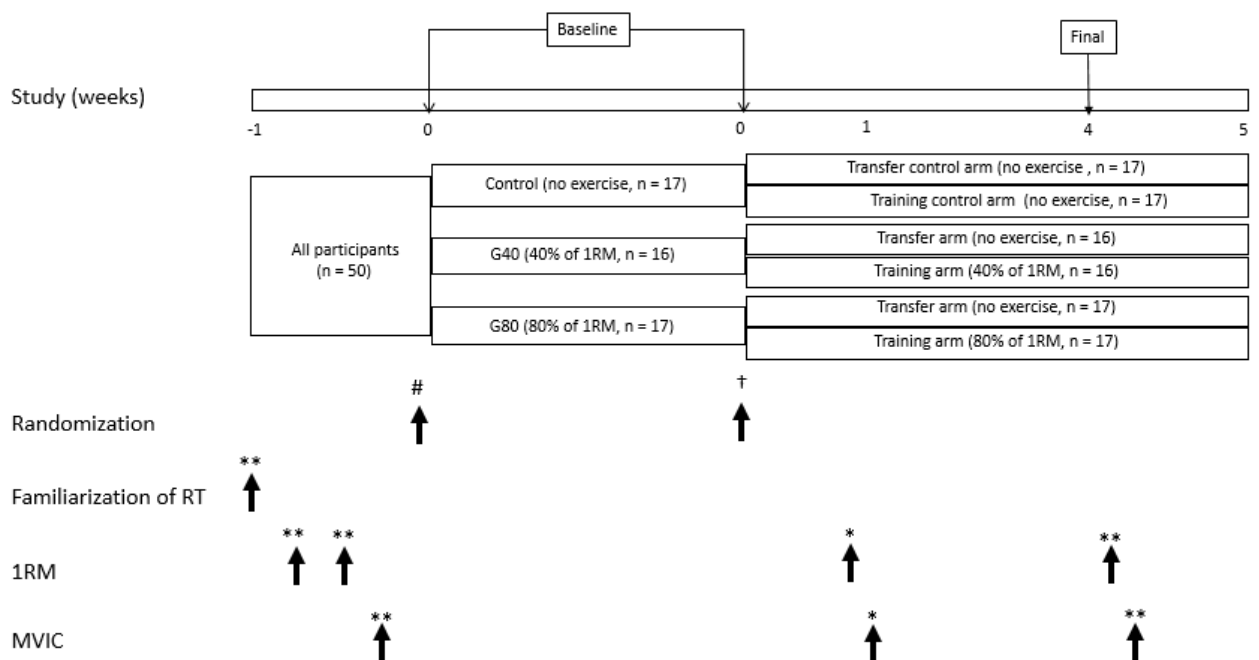 Baseline
Final
Study (weeks)
-1 0 0 1 4 5
Control (no exercise, n = 17)
Transfer control arm (no exercise , n = 17)
Training control arm (no exercise, n = 17)
All participants
(n = 50)
G40 (40% of 1RM, n = 16)
Transfer arm (no exercise, n = 16)
Training arm (40% of 1RM, n = 16)
G80 (80% of 1RM, n = 17)
Transfer arm (no exercise, n = 17)
Training arm (80% of 1RM, n = 17)
# †
Randomization
**
Familiarization of RT
** ** * **
1RM
** * **
MVIC